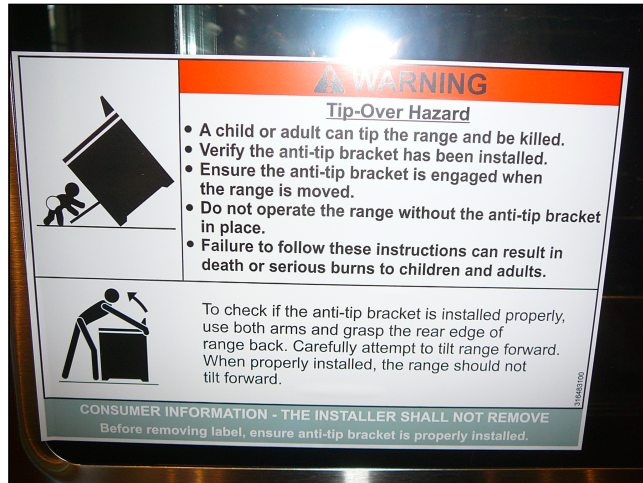 WARNING
Tip-Over Hazard
• A child or adult can tip the range and be killed.
• Verify the anti-tip bracket has been installed.
• Ensure the anti-tip bracket is engaged when
the range is moved.
• Do not operate the range without the anti-tip bracket
in place.
• Failure to follow these instructions can result in
death or serious burns to children and adults.
To check if the anti-tip bracket is installed properly,
use both arms and grasp the rear edge of
range back. Carefully attempt to tilt range forward.
When properly installed, the range should not
tilt forward.
316483100
CONSUMER INFORMATION - THE INSTALLER SHALL NOT REMOVE
Before removing label, ensure anti-tip bracket is properly installed.